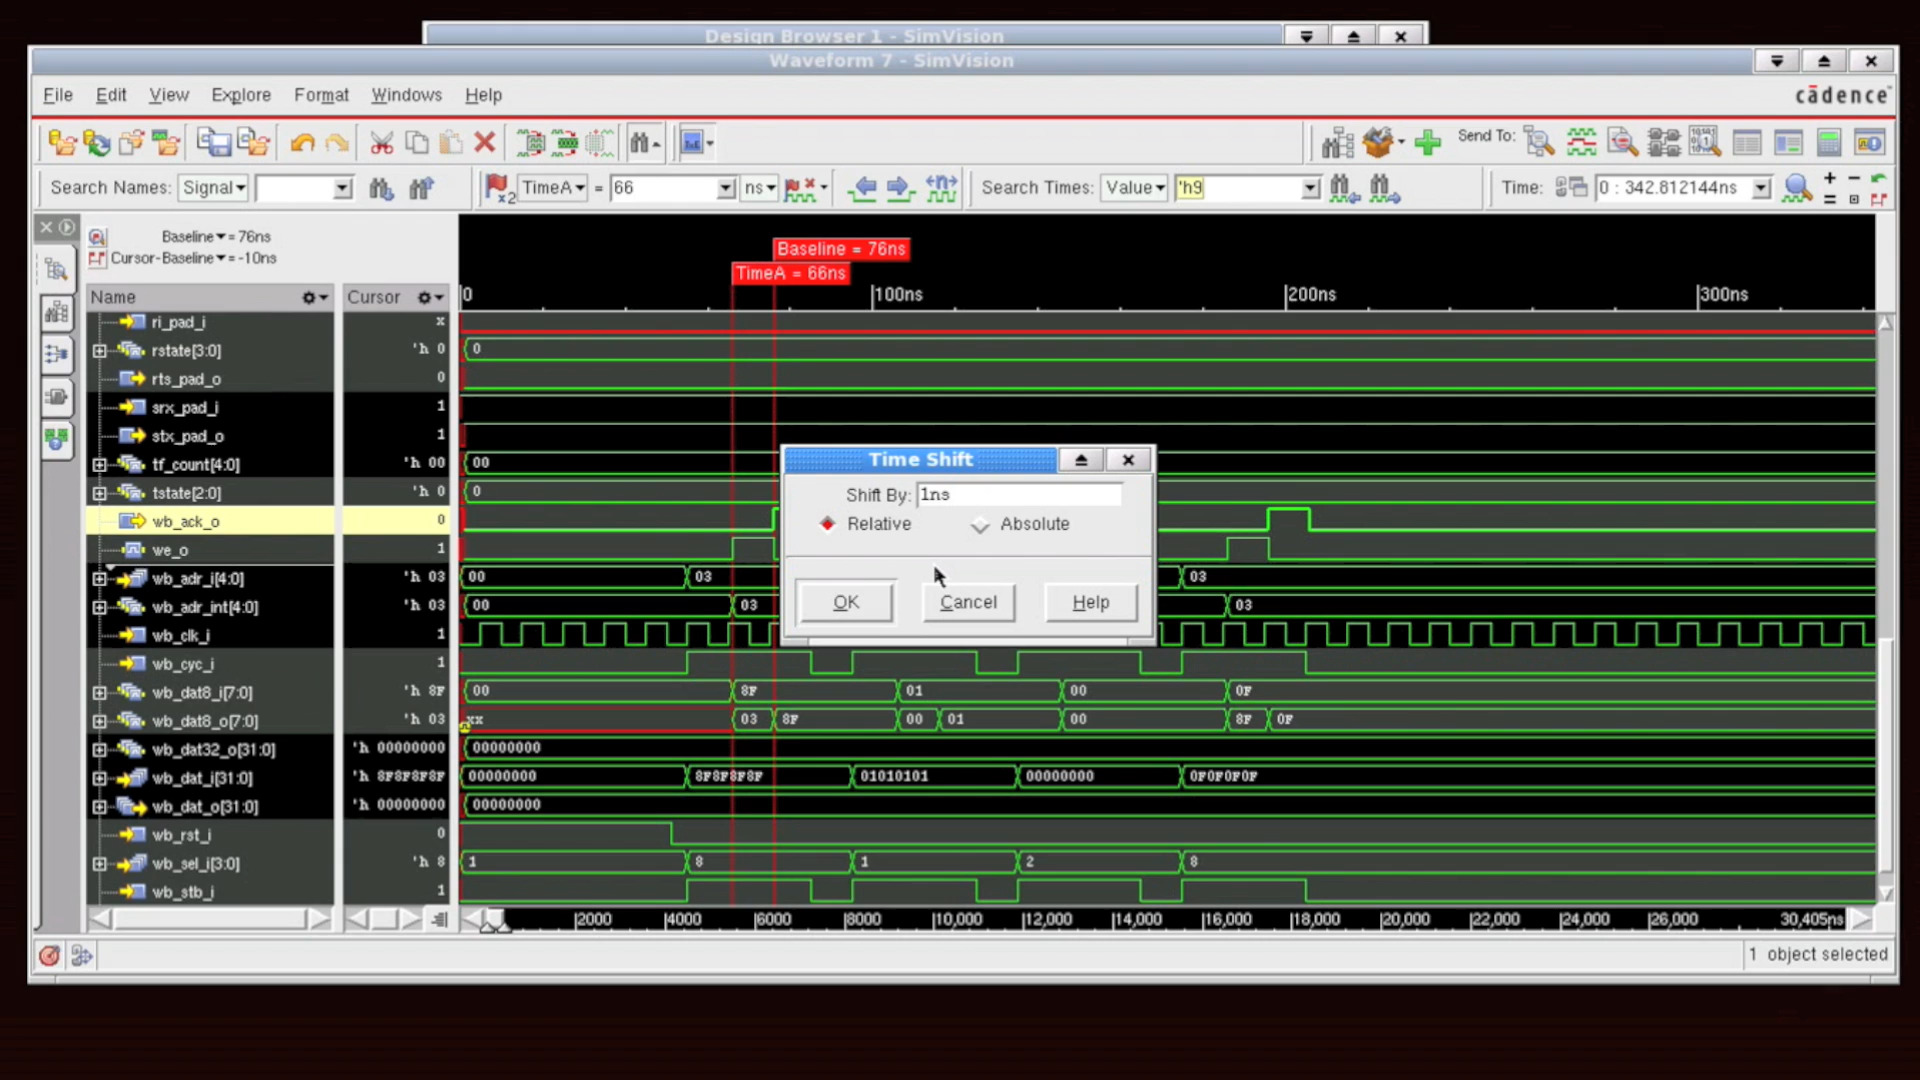 Design Browser 1 - SimVision
Waveform 7 - SimVision
File Edit View Explore Format Windows Help
cādence
Send To:
Search Names: Signal
x2 TimeA = 66 ns
Search Times: Value 'h9
Time: 0 : 342.812144ns
Baseline = 76ns
Cursor-Baseline = -10ns
Baseline = 76ns
TimeA = 66ns
Name Cursor
0 100ns 200ns 300ns
ri_pad_i x
rstate[3:0] 'h 0 0
rts_pad_o 0
srx_pad_i 1
stx_pad_o 1
tf_count[4:0] 'h 00 00
tstate[2:0] 'h 0 0
wb_ack_o 0
we_o 1
wb_adr_i[4:0] 'h 03 00 03 03
wb_adr_int[4:0] 'h 03 00 03 03
wb_clk_i 1
wb_cyc_i 1
wb_dat8_i[7:0] 'h 8F 00 8F 01 00 0F
wb_dat8_o[7:0] 'h 03 xx 03 8F 00 01 00 8F 0F
wb_dat32_o[31:0] 'h 00000000 00000000
wb_dat_i[31:0] 'h 8F8F8F8F 00000000 8F8F8F8F 01010101 00000000 0F0F0F0F
wb_dat_o[31:0] 'h 00000000 00000000
wb_rst_i 0
wb_sel_i[3:0] 'h 8 1 8 1 2 8
wb_stb_i 1
Time Shift
Shift By: 1ns
Relative Absolute
OK Cancel Help
2000 4000 6000 8000 10,000 12,000 14,000 16,000 18,000 20,000 22,000 24,000 26,000 30,405ns
1 object selected